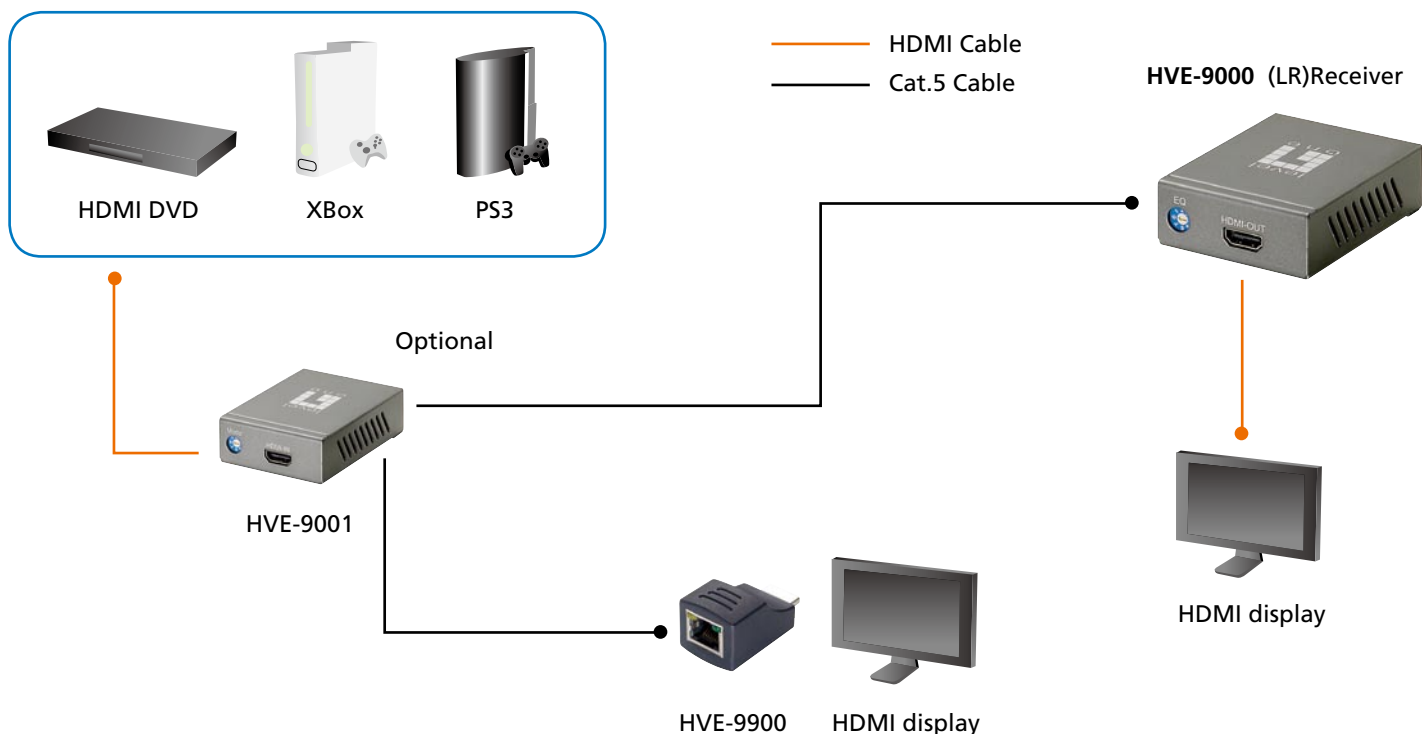 HDMI Cable
Cat.5 Cable
HVE-9000 (LR)Receiver
HDMI DVD
XBox
PS3
EQ
HDMI-OUT
Optional
HVE-9001
HDMI display
HVE-9900
HDMI display